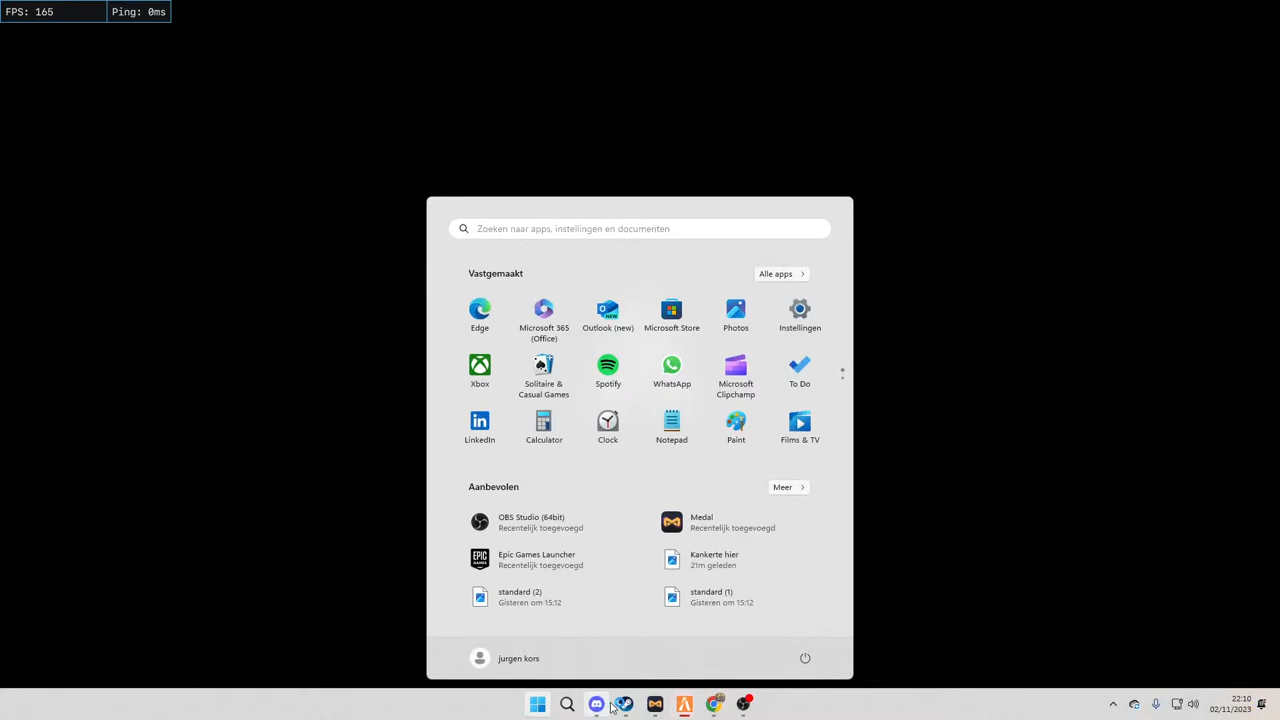 FPS: 165 Ping: 0ms
Zoeken naar apps, instellingen en documenten
Vastgemaakt Alle apps
Edge Microsoft 365 (Office) Outlook (new) Microsoft Store Photos Instellingen
Xbox Solitaire & Casual Games Spotify WhatsApp Microsoft Clipchamp To Do
LinkedIn Calculator Clock Notepad Paint Films & TV
Aanbevolen Meer
OBS Studio (64bit)
Recentelijk toegevoegd
Medal
Recentelijk toegevoegd
Epic Games Launcher
Recentelijk toegevoegd
Kankerte hier
21m geleden
standard (2)
Gisteren om 15:12
standard (1)
Gisteren om 15:12
jurgen kors
22:10
02/11/2023